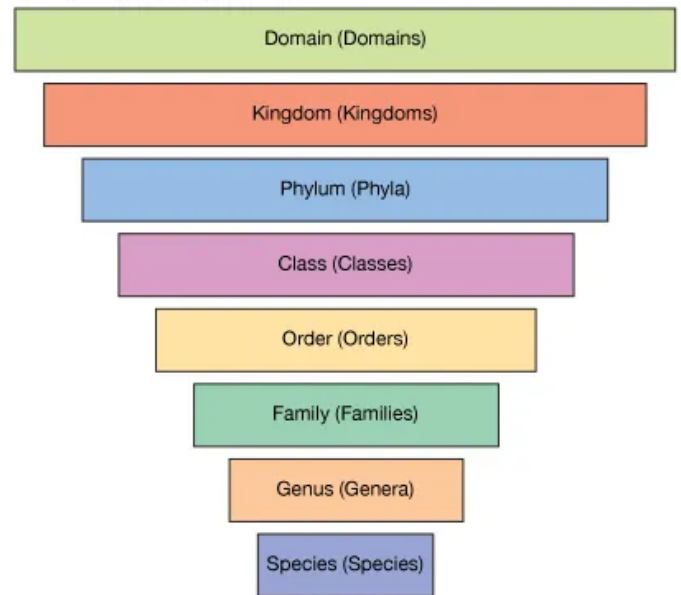 Domain (Domains)
Kingdom (Kingdoms)
Phylum (Phyla)
Class (Classes)
Order (Orders)
Family (Families)
Genus (Genera)
Species (Species)